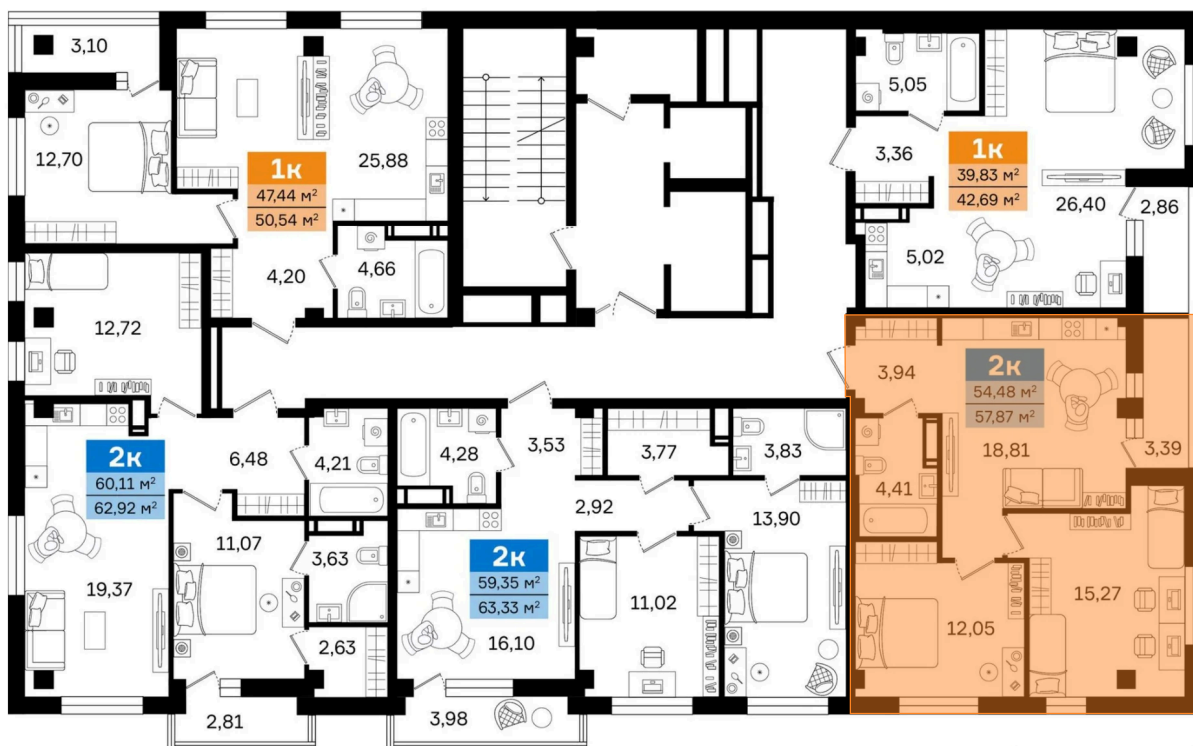 3,10
12,70
25,88
1к
47,44 м²
50,54 м²
4,20
4,66
5,05
3,36
1к
39,83 м²
42,69 м²
26,40
2,86
5,02
12,72
2к
60,11 м²
62,92 м²
6,48
4,21
11,07
3,63
19,37
2,63
2,81
4,28
3,53
3,77
3,83
2,92
13,90
2к
59,35 м²
63,33 м²
16,10
11,02
3,98
3,94
2к
54,48 м²
57,87 м²
18,81
3,39
4,41
15,27
12,05